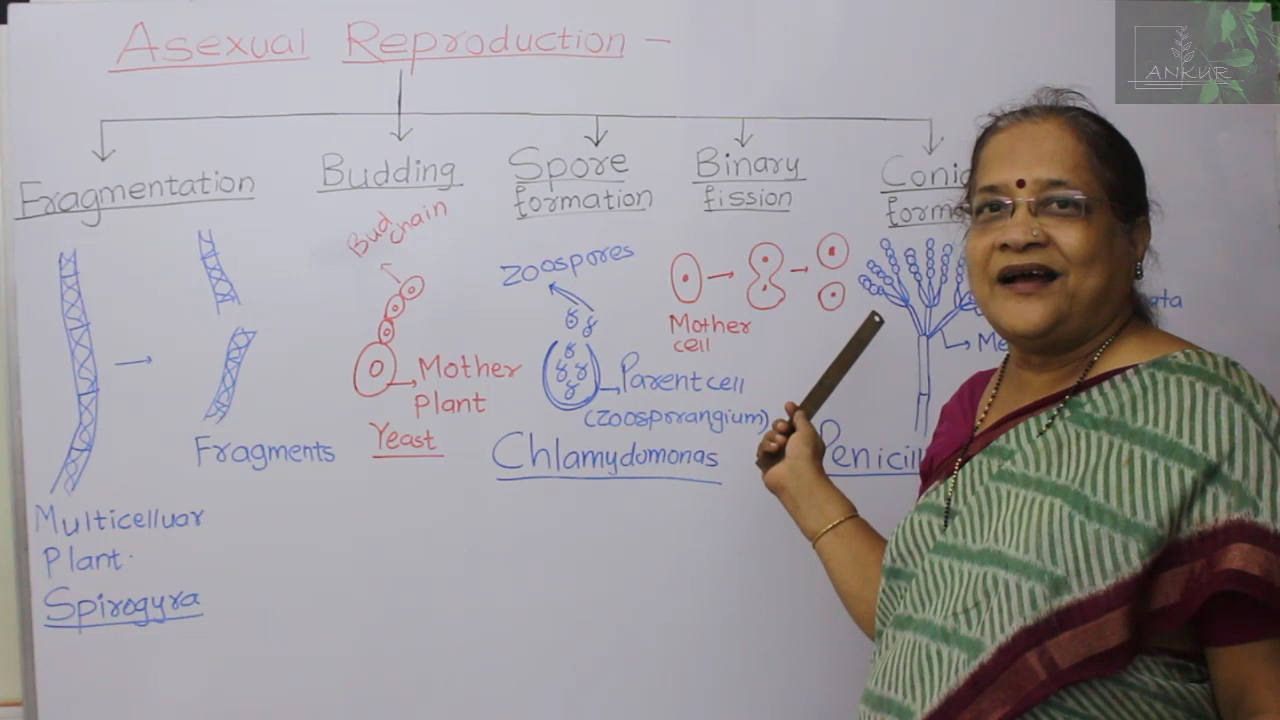 Asexual Reproduction -
Fragmentation
Budding
Spore
formation
Binary
fission
Bud chain
zoospores
Mother
cell
Mother
Plant
Yeast
Parent cell
(zoosporangium)
Chlamydomonas
Fragments
Multicelluar
Plant.
Spirogyra
ANKUR